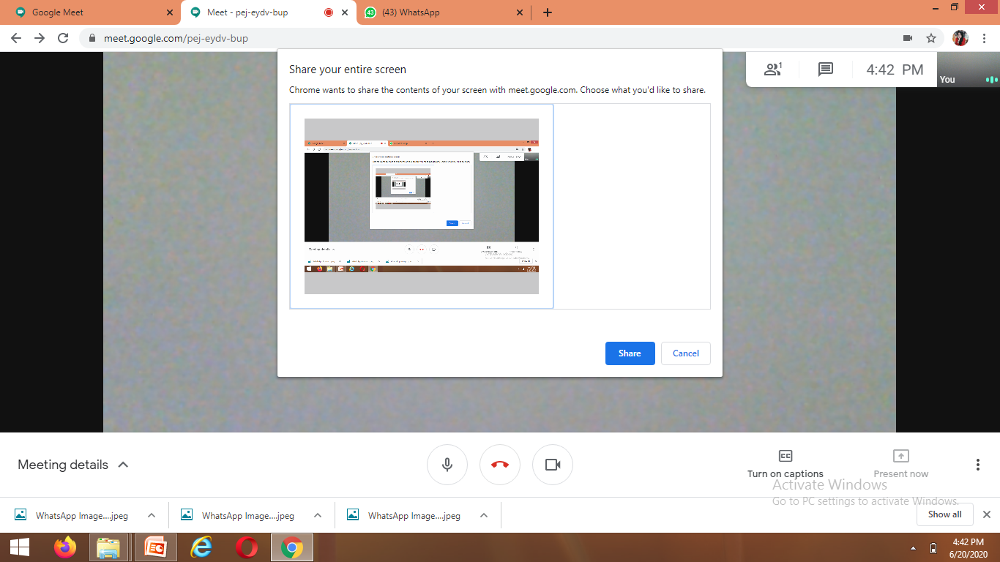 Google Meet
Meet - pej-eydv-bup
43
(43) WhatsApp
meet.google.com/pej-eydv-bup
Share your entire screen
Chrome wants to share the contents of your screen with meet.google.com. Choose what you'd like to share.
1
4:42 PM
You
Share
Cancel
Meeting details
CC
Turn on captions
Present now
Activate Windows
Go to PC settings to activate Windows.
WhatsApp Image....jpeg
WhatsApp Image....jpeg
WhatsApp Image....jpeg
Show all
4:42 PM
6/20/2020